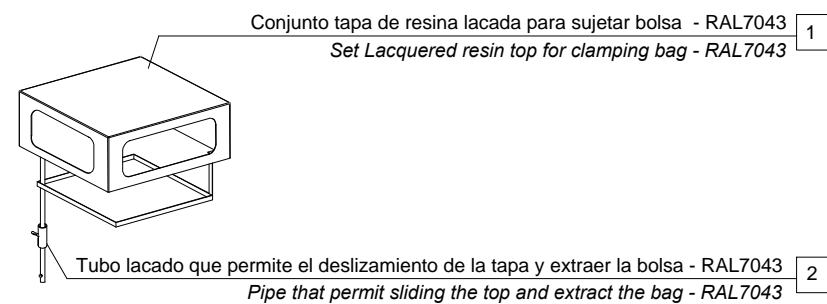 Conjunto tapa de resina lacada para sujetar bolsa - RAL7043 1
Set Lacquered resin top for clamping bag - RAL7043
Tubo lacado que permite el deslizamiento de la tapa y extraer la bolsa - RAL7043 2
Pipe that permit sliding the top and extract the bag - RAL7043